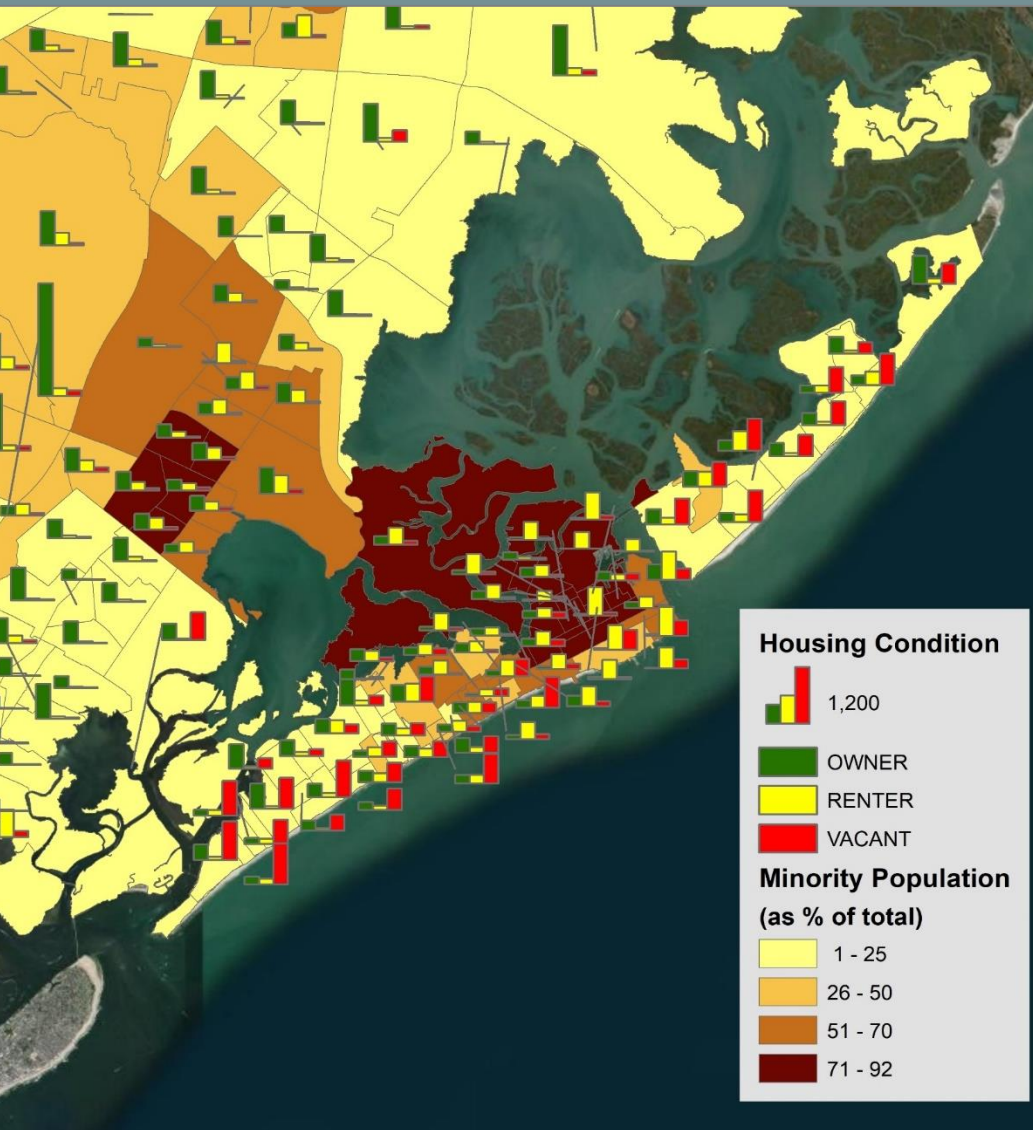 Housing Condition
1,200
OWNER
RENTER
VACANT
Minority Population
(as % of total)
1 - 25
26 - 50
51 - 70
71 - 92